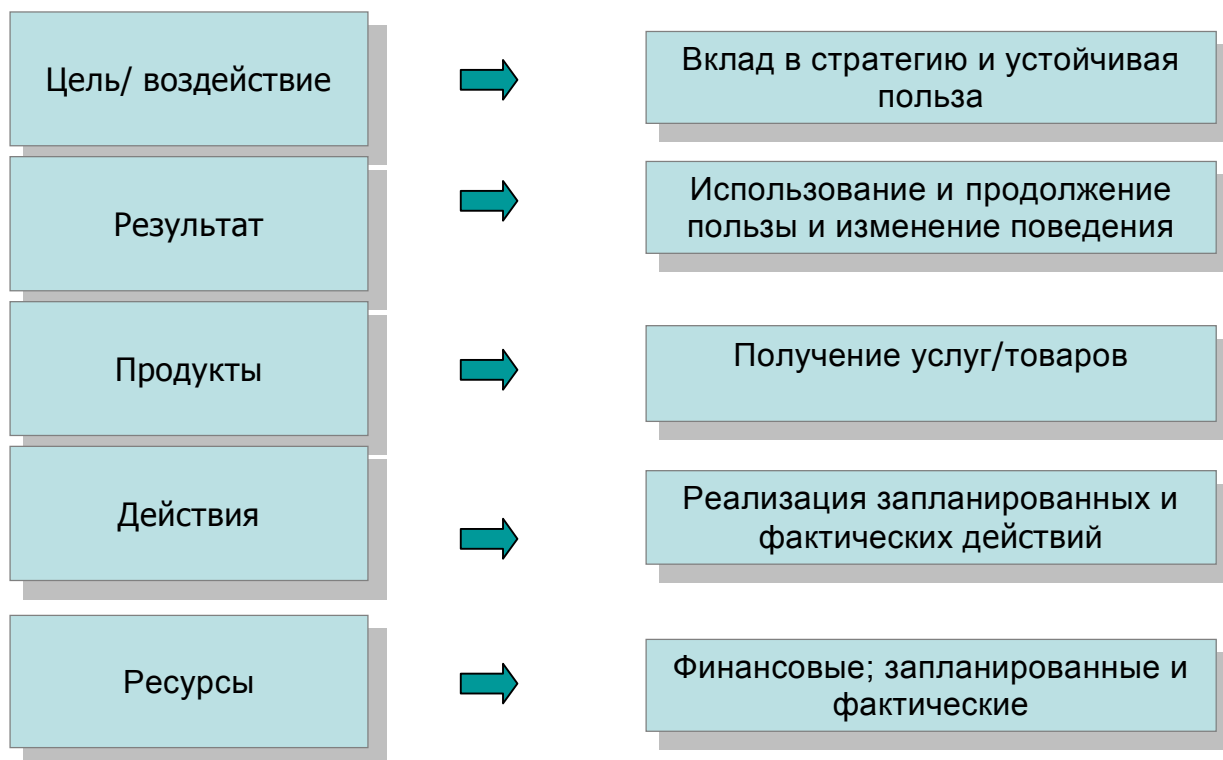 Цель/ воздействие
Вклад в стратегию и устойчивая
польза
Результат
Использование и продолжение
пользы и изменение поведения
Продукты
Получение услуг/товаров
Действия
Реализация запланированных и
фактических действий
Ресурсы
Финансовые; запланированные и
фактические